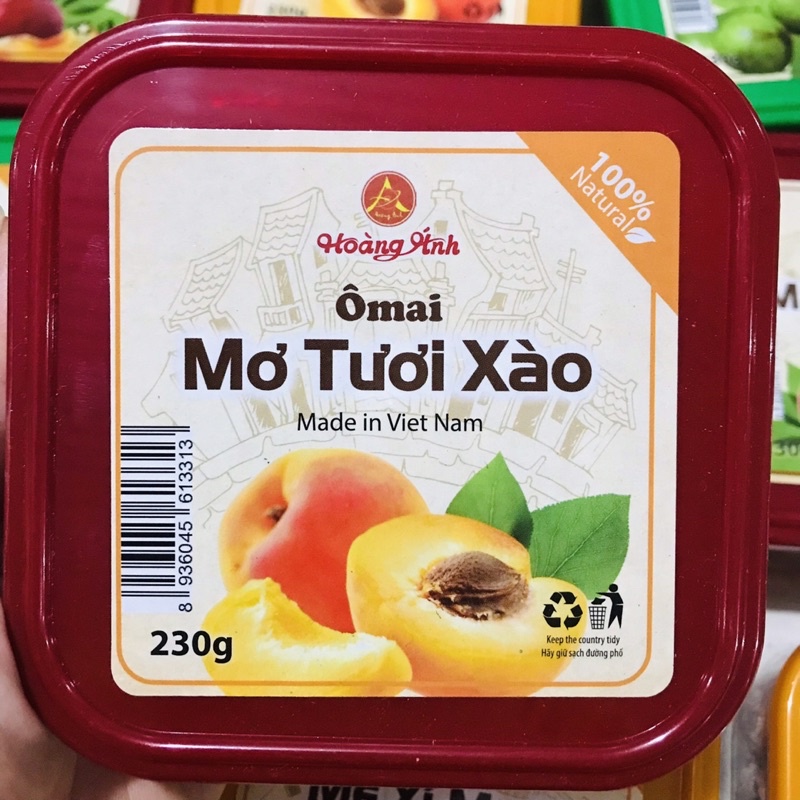 100%
Natural
Hoàng Ánh
Ômai
Mơ Tươi Xào
Made in Viet Nam
8 936045 613313
230g
Keep the country tidy
Hãy giữ sạch đường phố